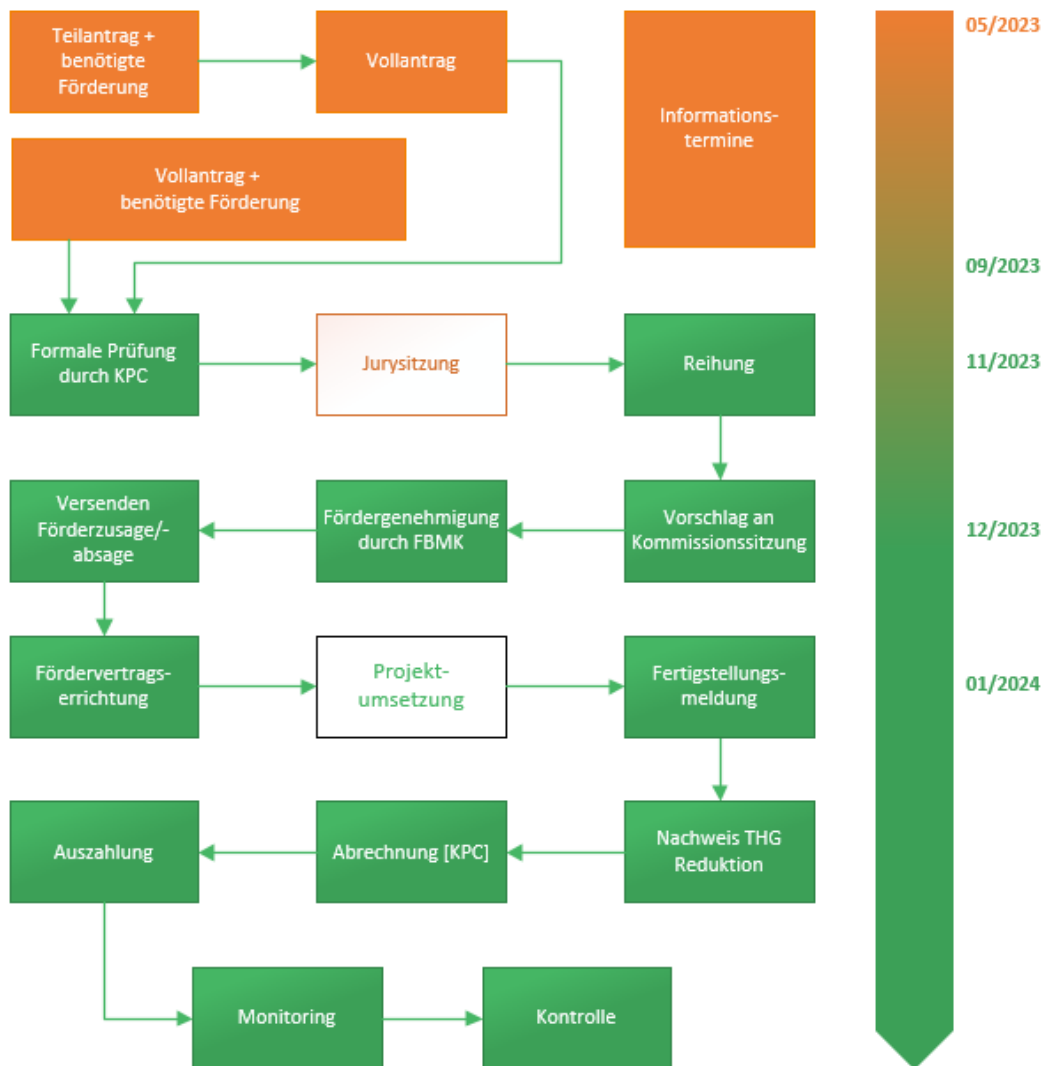 Teilantrag +
benötigte
Förderung
Vollantrag
Informations-
termine
05/2023
Vollantrag +
benötigte Förderung
09/2023
Formale Prüfung
durch KPC
Jurysitzung
Reihung
11/2023
Versenden
Förderzusage/-
absage
Fördergenehmigung
durch FBMK
Vorschlag an
Kommissionssitzung
12/2023
Fördervertrags-
errichtung
Projekt-
umsetzung
Fertigstellungs-
meldung
01/2024
Auszahlung
Abrechnung [KPC]
Nachweis THG
Reduktion
Monitoring
Kontrolle